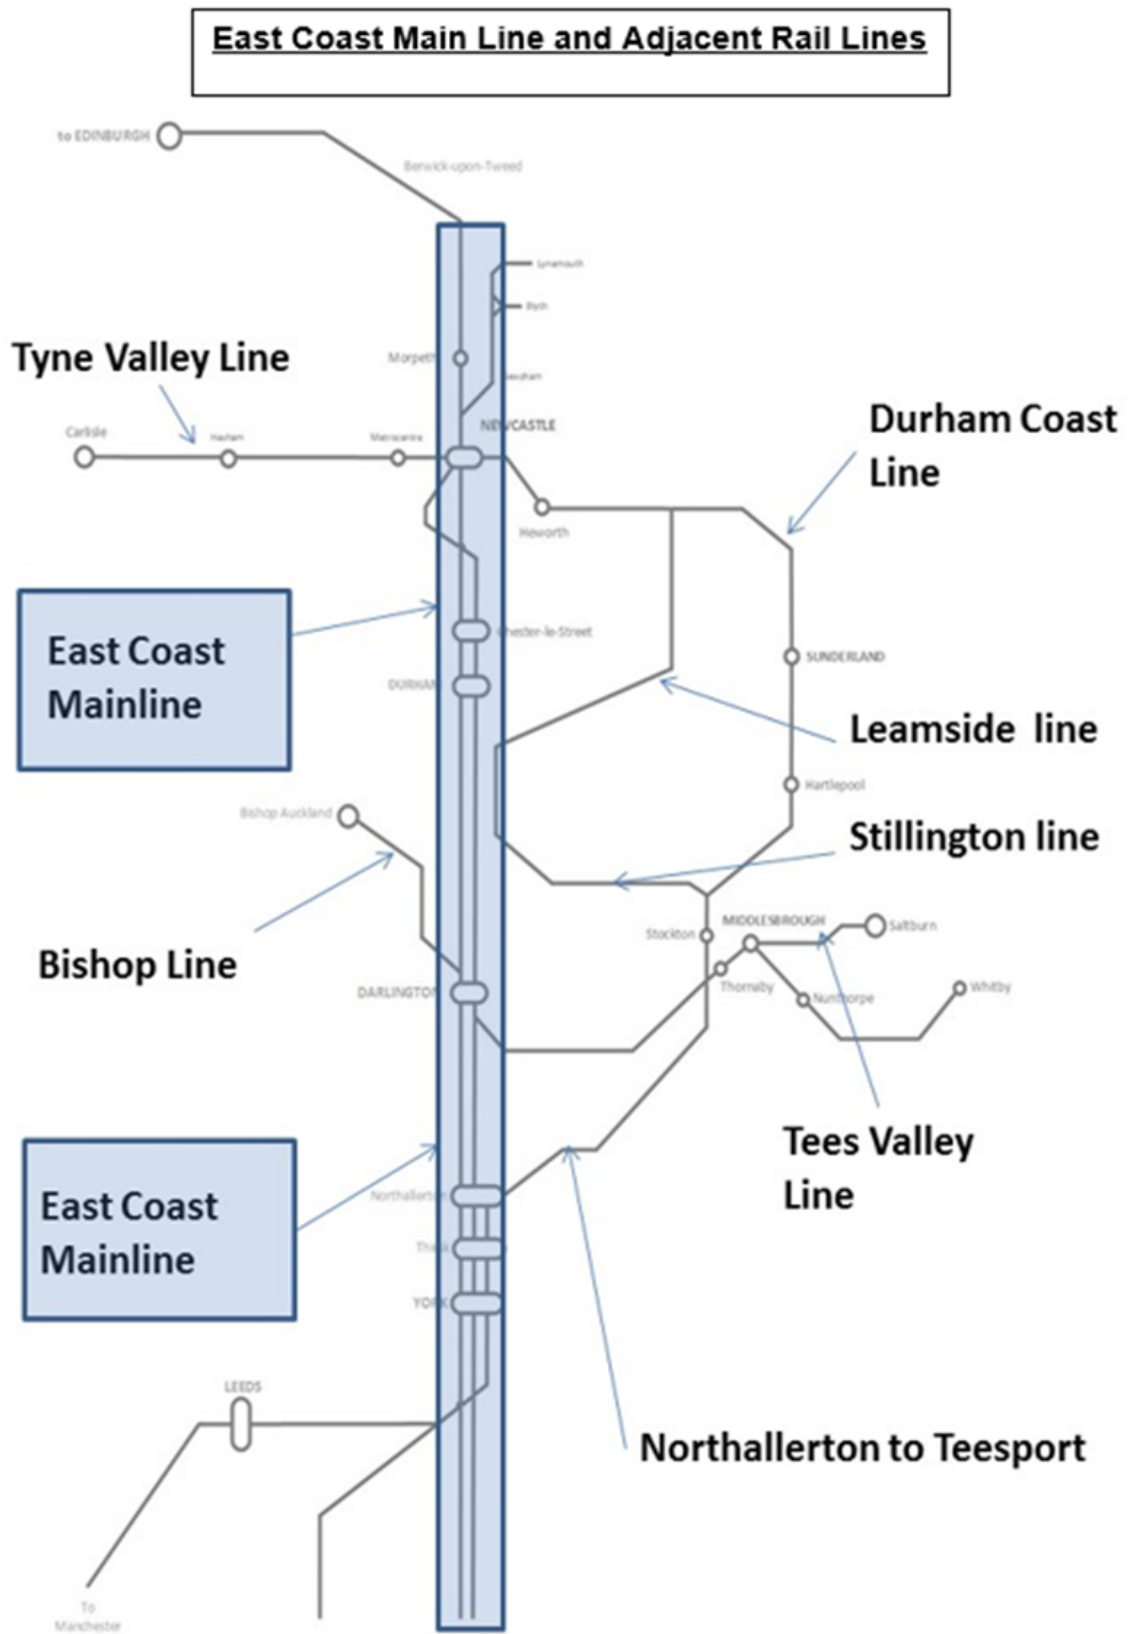 East Coast Main Line and Adjacent Rail Lines
to EDINBURGH
Berwick-upon-Tweed
Lynemouth
Blyth
Tyne Valley Line
Morpeth
NEWCASTLE
Carlisle
Hexham
Metrocentre
Durham Coast
Line
Heworth
East Coast
Mainline
Chester-le-Street
SUNDERLAND
DURHAM
Leamside line
Hartlepool
Bishop Auckland
Stillington line
MIDDLESBROUGH
Saltburn
Stockton
Bishop Line
DARLINGTON
Thornaby
Nunthorpe
Whitby
Tees Valley
Line
East Coast
Mainline
Northallerton
Thirsk
YORK
LEEDS
Northallerton to Teesport
To
Manchester